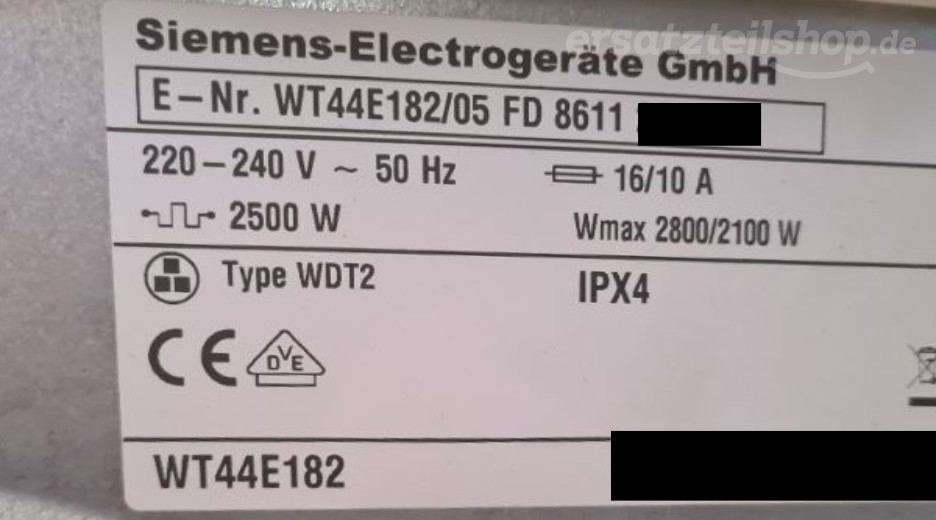 ersatzteilshop.de
Siemens-Electrogeräte GmbH
E-Nr. WT44E182/05 FD 8611
220-240 V ~ 50 Hz 16/10 A
2500 W Wmax 2800/2100 W
Type WDT2 IPX4
CE DVE
WT44E182